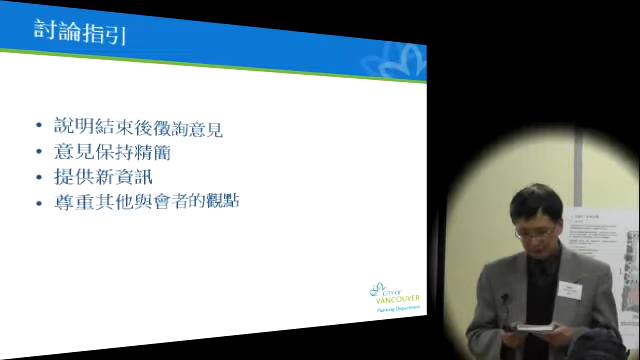 討論指引
• 說明結束後徵詢意見
• 意見保持精簡
• 提供新資訊
• 尊重其他與會者的觀點
CITY OF
VANCOUVER
Planning Department